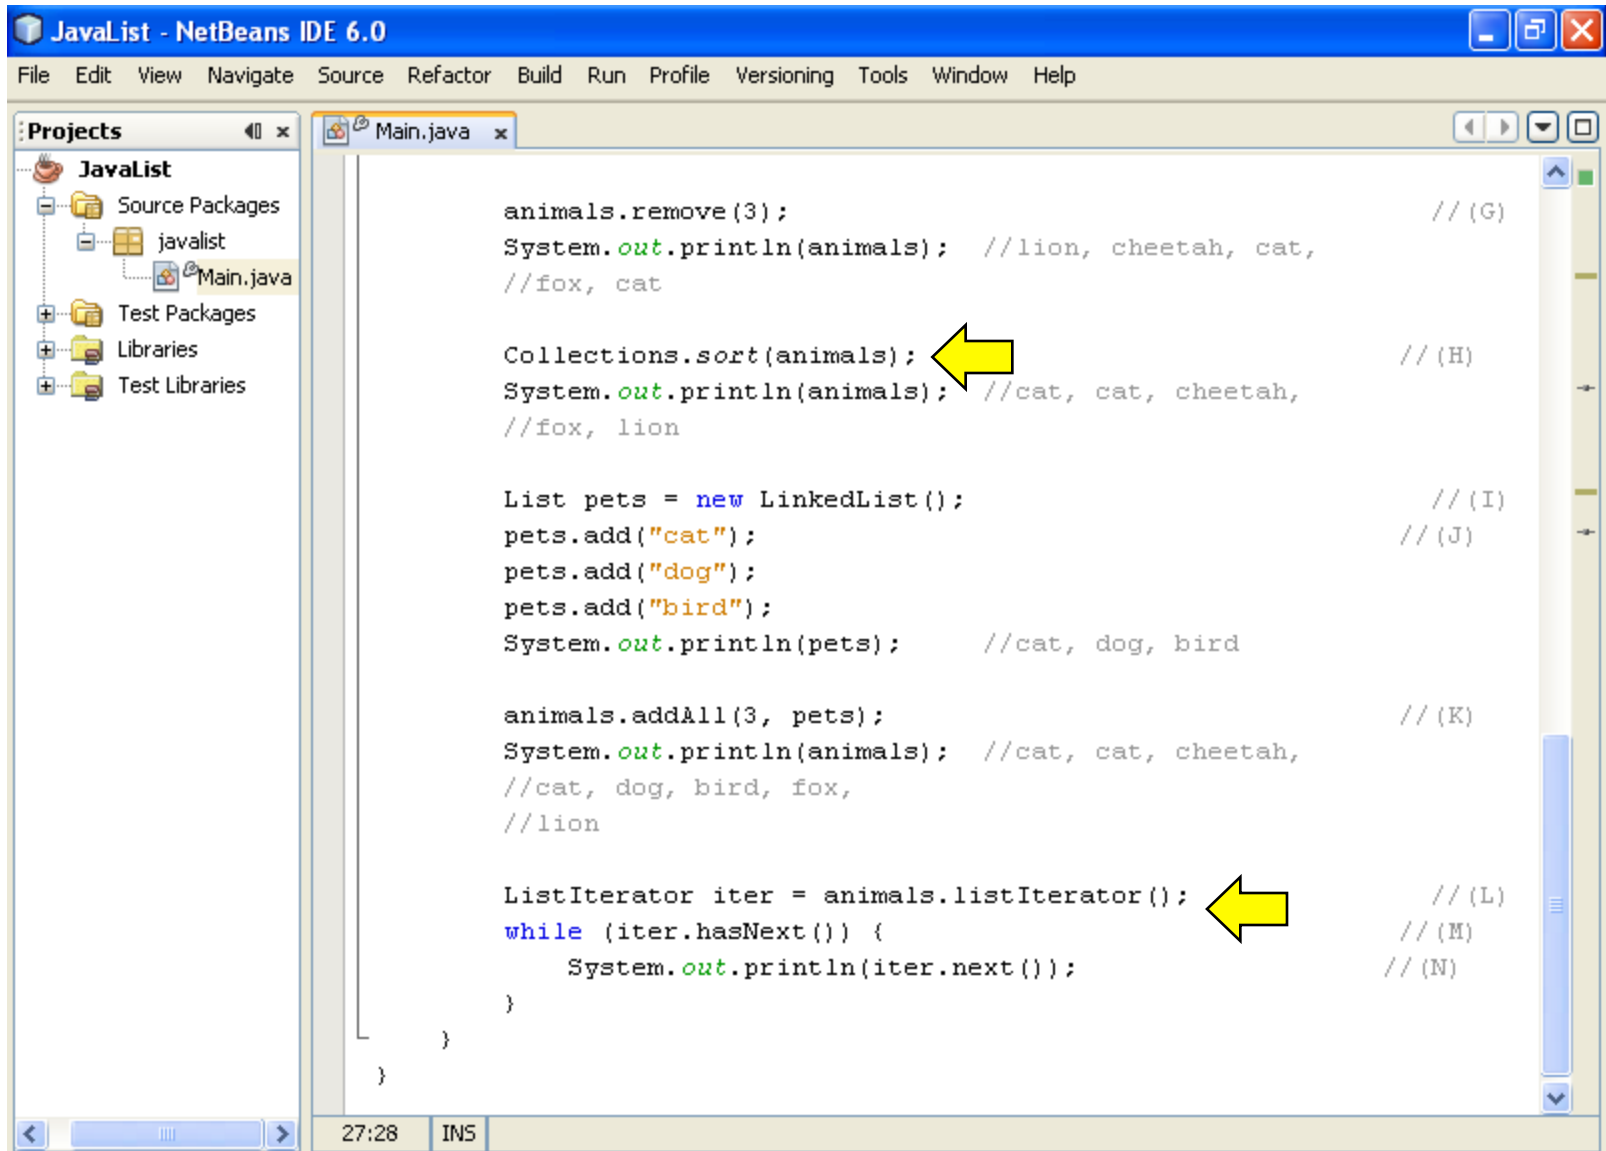 JavaList - NetBeans IDE 6.0
File Edit View Navigate Source Refactor Build Run Profile Versioning Tools Window Help
Projects
Main.java
JavaList
Source Packages
javalist
Main.java
Test Packages
Libraries
Test Libraries
animals.remove(3); //(G)
System.out.println(animals); //lion, cheetah, cat,
//fox, cat
Collections.sort(animals); //(H)
System.out.println(animals); //cat, cat, cheetah,
//fox, lion
List pets = new LinkedList(); //(I)
pets.add("cat"); //(J)
pets.add("dog");
pets.add("bird");
System.out.println(pets); //cat, dog, bird
animals.addAll(3, pets); //(K)
System.out.println(animals); //cat, cat, cheetah,
//cat, dog, bird, fox,
//lion
ListIterator iter = animals.listIterator(); //(L)
while (iter.hasNext()) { //(M)
System.out.println(iter.next()); //(N)
}
}
}
27:28 INS